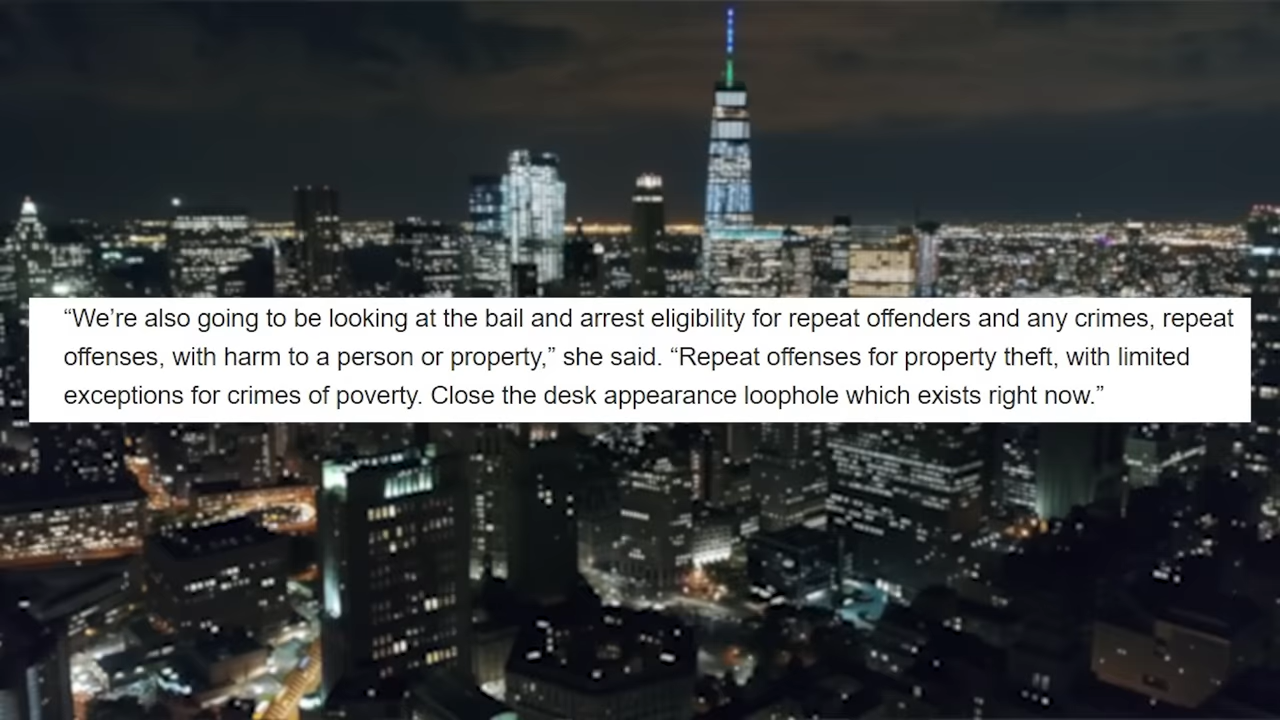 “We’re also going to be looking at the bail and arrest eligibility for repeat offenders and any crimes, repeat
offenses, with harm to a person or property,” she said. “Repeat offenses for property theft, with limited
exceptions for crimes of poverty. Close the desk appearance loophole which exists right now.”